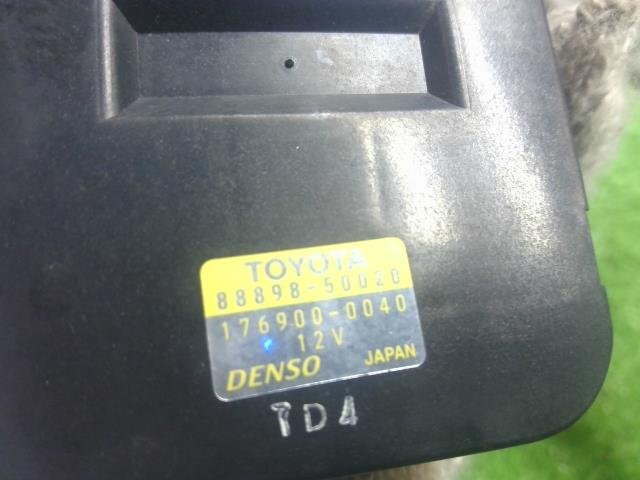 TOYOTA
88898-50020
176900-0040
12V
DENSO JAPAN
TD4